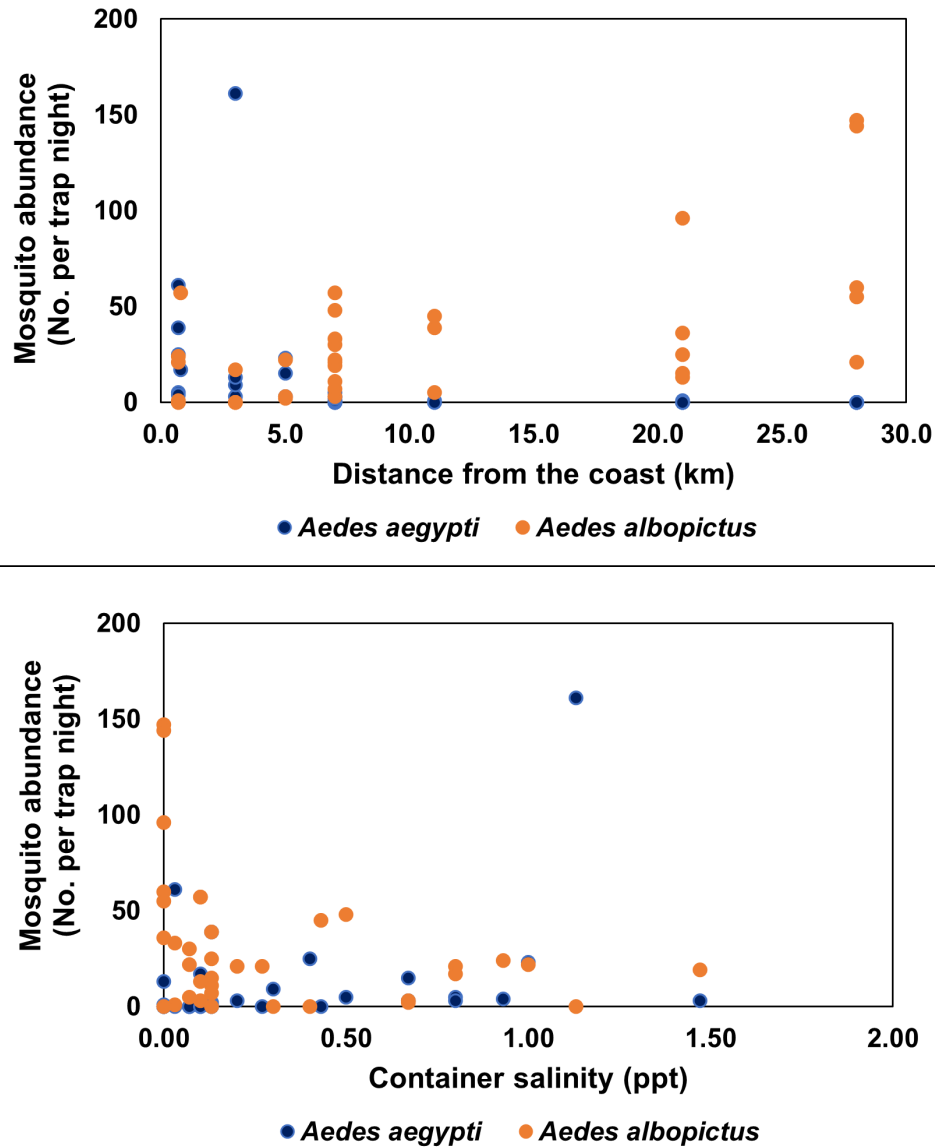 200
150
100
50
0
Mosquito abundance
(No. per trap night)
0.0 5.0 10.0 15.0 20.0 25.0 30.0
Distance from the coast (km)
Aedes aegypti Aedes albopictus
200
150
100
50
0
Mosquito abundance
(No. per trap night)
0.00 0.50 1.00 1.50 2.00
Container salinity (ppt)
Aedes aegypti Aedes albopictus